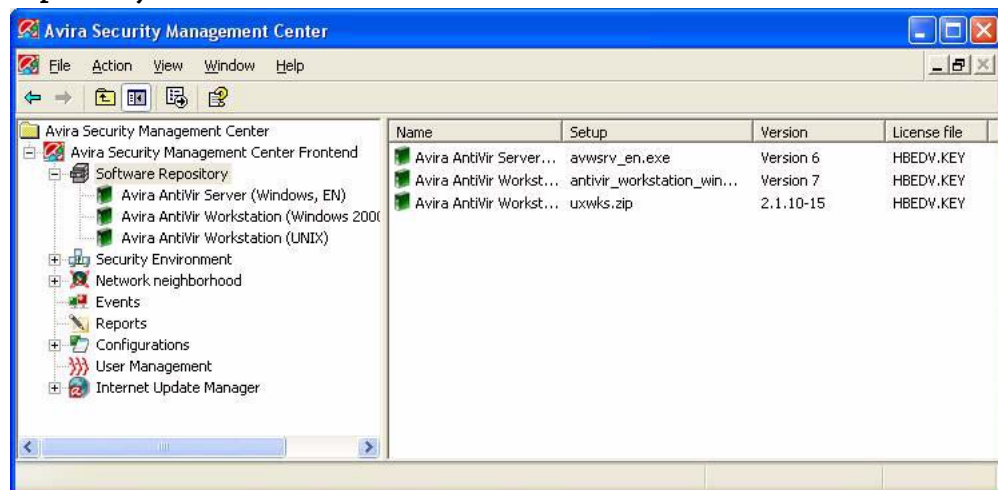 Avira Security Management Center
File Action View Window Help
Avira Security Management Center
Avira Security Management Center Frontend
Software Repository
Avira AntiVir Server (Windows, EN)
Avira AntiVir Workstation (Windows 200
Avira AntiVir Workstation (UNIX)
Security Environment
Network neighborhood
Events
Reports
Configurations
User Management
Internet Update Manager
Name Setup Version License file
Avira AntiVir Server... avwsrv_en.exe Version 6 HBEDV.KEY
Avira AntiVir Workst... antivir_workstation_win... Version 7 HBEDV.KEY
Avira AntiVir Workst... uxwks.zip 2.1.10-15 HBEDV.KEY